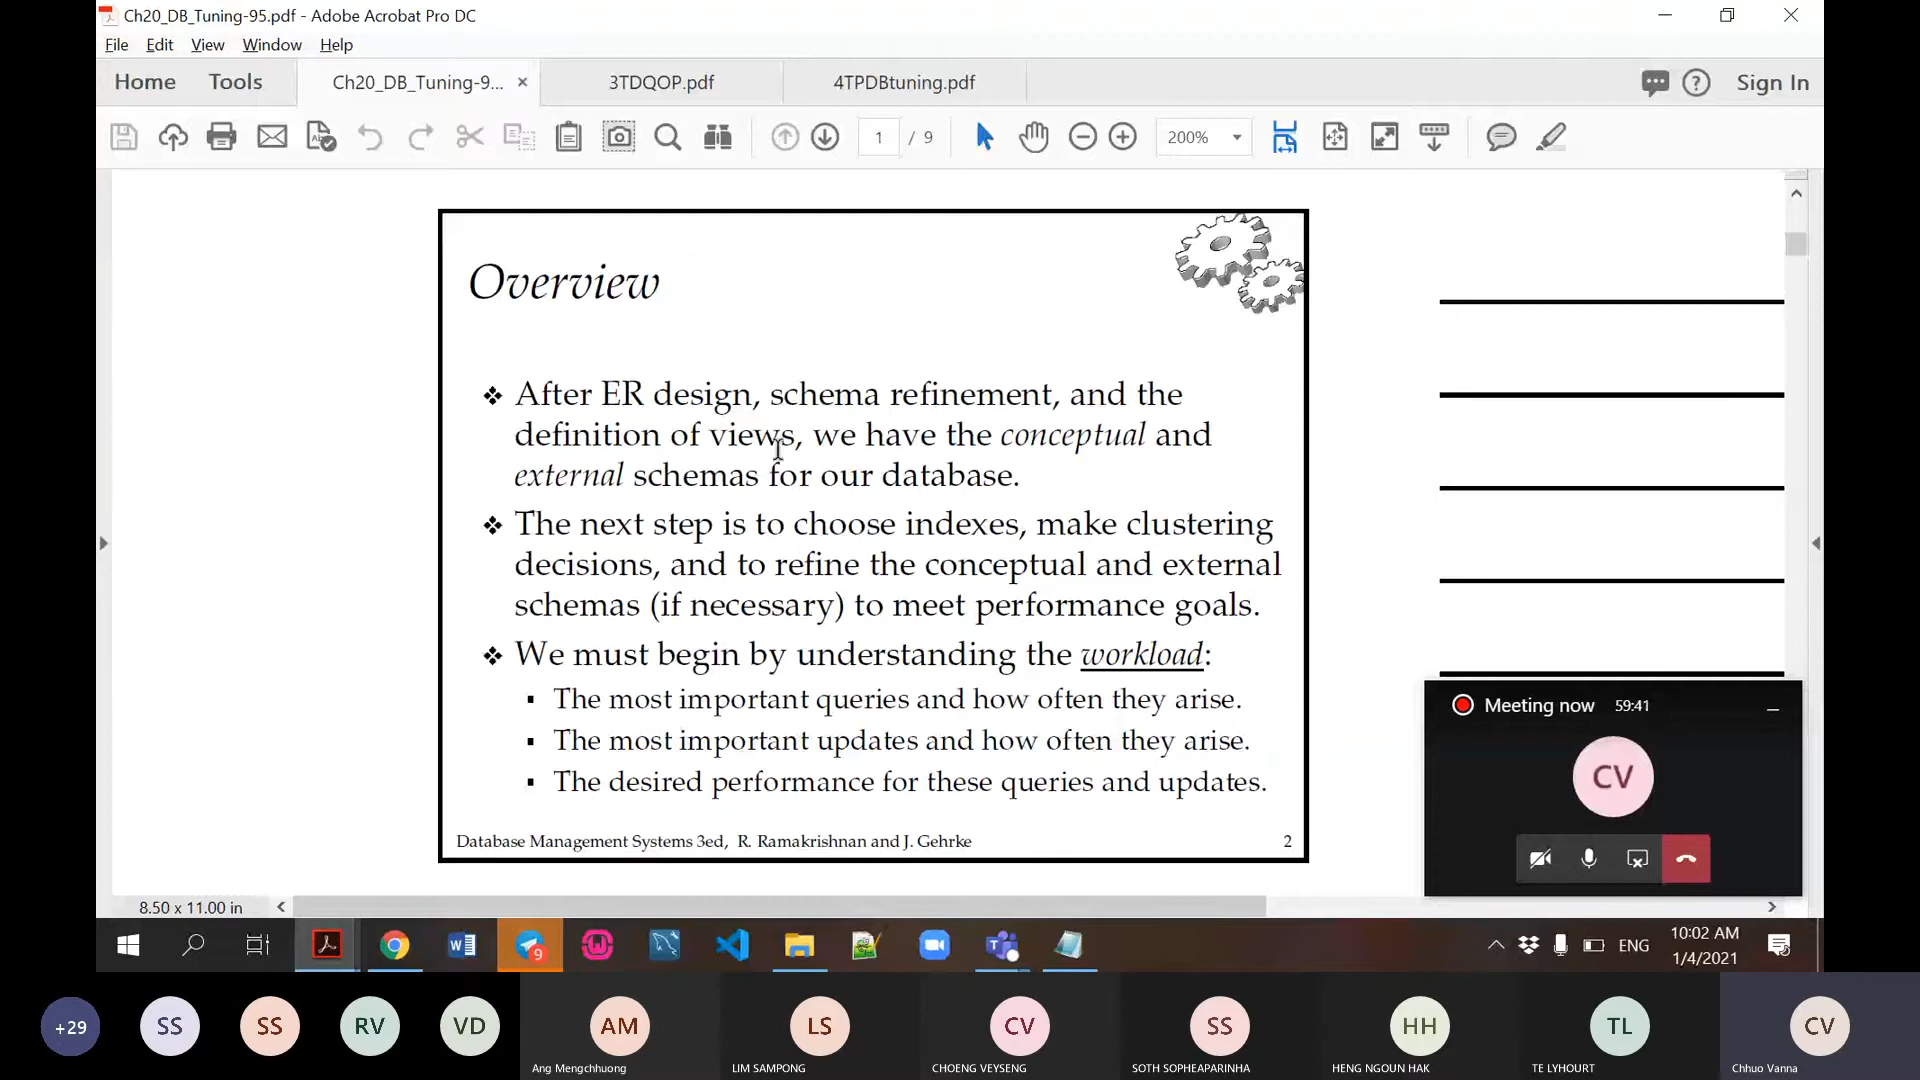 Ch20_DB_Tuning-95.pdf - Adobe Acrobat Pro DC
File Edit View Window Help
Home Tools Ch20_DB_Tuning-9... × 3TDQOP.pdf 4TPDBtuning.pdf Sign In
1 / 9 200%
Overview
After ER design, schema refinement, and the
definition of views, we have the conceptual and
external schemas for our database.
The next step is to choose indexes, make clustering
decisions, and to refine the conceptual and external
schemas (if necessary) to meet performance goals.
We must begin by understanding the workload:
The most important queries and how often they arise.
The most important updates and how often they arise.
The desired performance for these queries and updates.
Database Management Systems 3ed, R. Ramakrishnan and J. Gehrke 2
Meeting now 59:41
CV
8.50 x 11.00 in
9
ENG
10:02 AM
1/4/2021
+29 SS SS RV VD AM LS CV SS HH TL CV
Ang Mengchhuong LIM SAMPONG CHOENG VEYSENG SOTH SOPHEAPARINHA HENG NGOUN HAK TE LYHOURT Chhuo Vanna